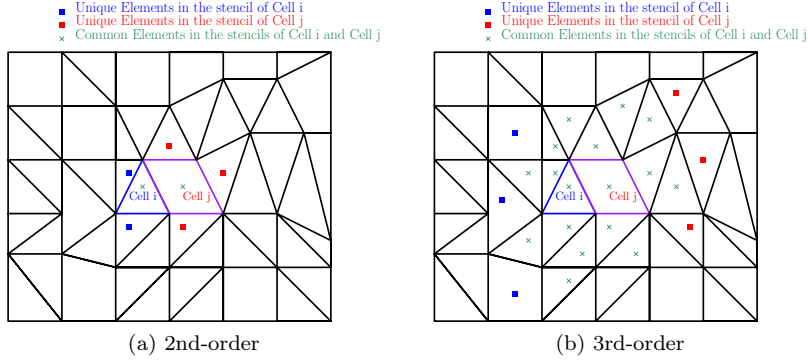 Unique Elements in the stencil of Cell i
Unique Elements in the stencil of Cell j
Common Elements in the stencils of Cell i and Cell j
Cell i
Cell j
(a) 2nd-order
Unique Elements in the stencil of Cell i
Unique Elements in the stencil of Cell j
Common Elements in the stencils of Cell i and Cell j
Cell i
Cell j
(b) 3rd-order